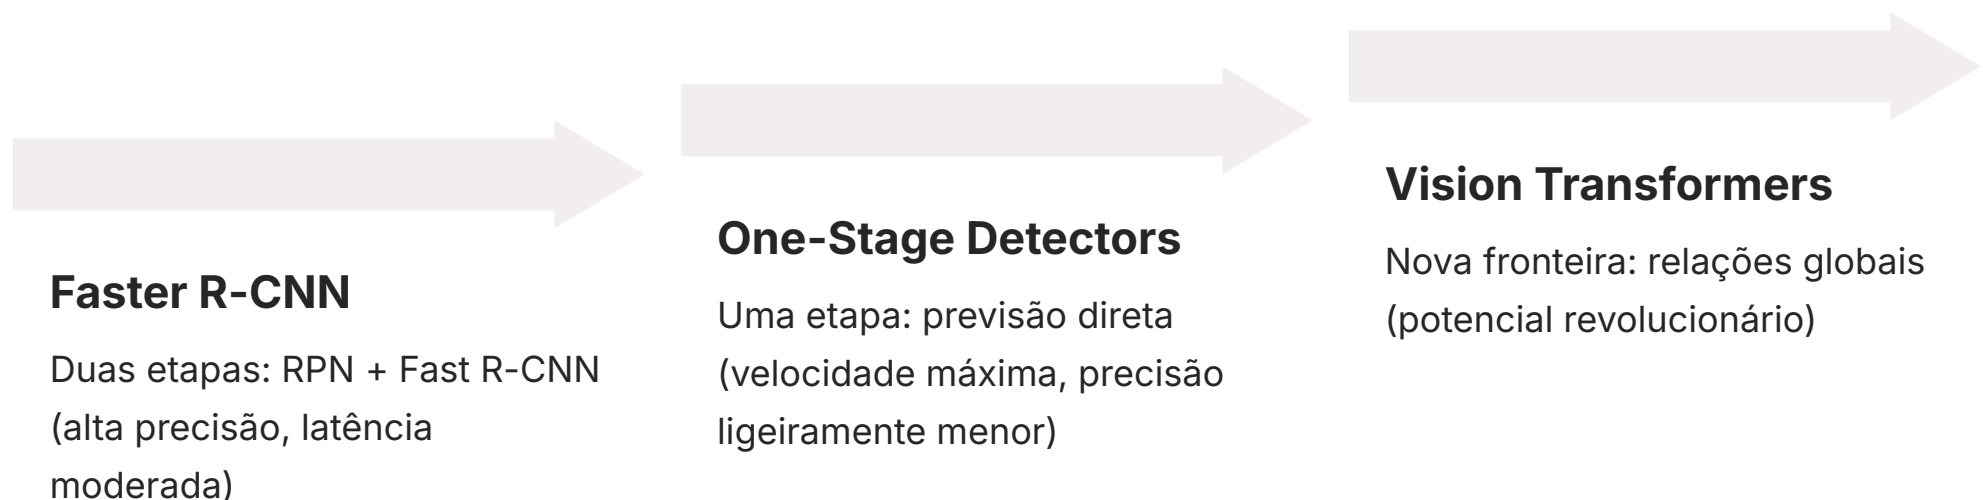 Faster R-CNN
Duas etapas: RPN + Fast R-CNN
(alta precisão, latência
moderada)
One-Stage Detectors
Uma etapa: previsão direta
(velocidade máxima, precisão
ligeiramente menor)
Vision Transformers
Nova fronteira: relações globais
(potencial revolucionário)